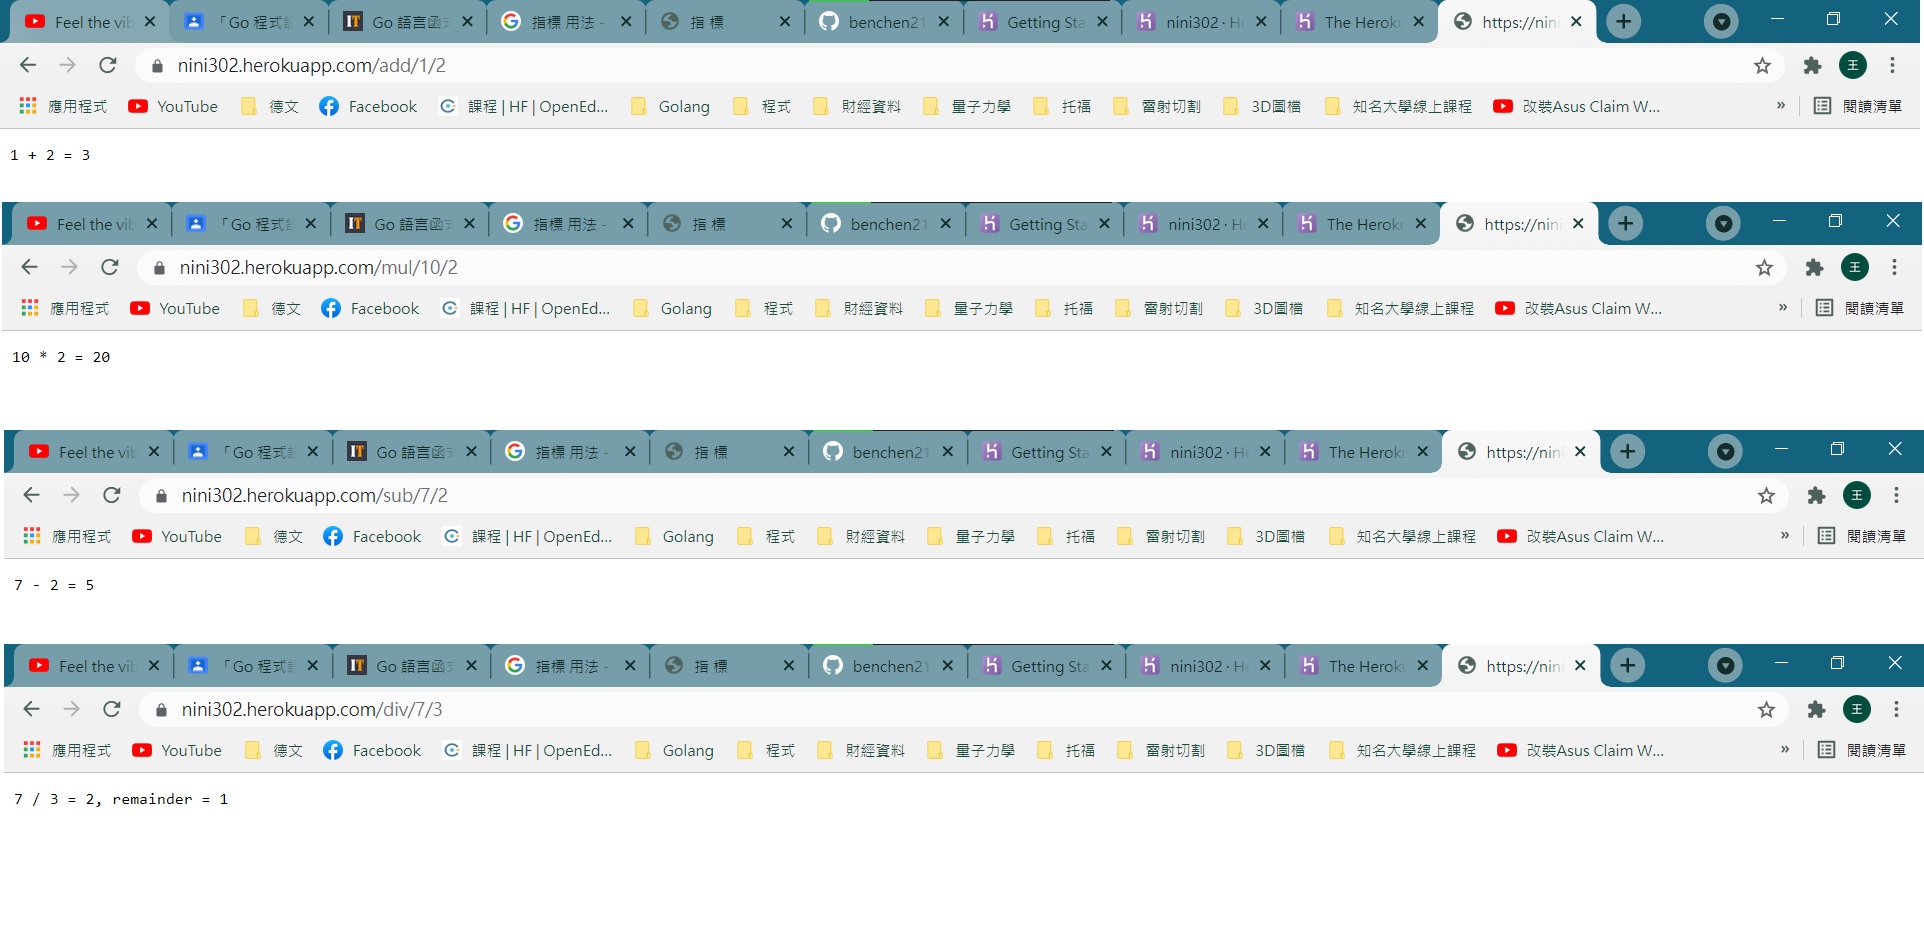 Feel the vib 「Go 程式設 Go 語言函式 指標 用法 - 指 標 benchen21 Getting Sta nini302 · He The Heroku https://nini
nini302.herokuapp.com/add/1/2
應用程式 YouTube 德文 Facebook 課程 | HF | OpenEd... Golang 程式 財經資料 量子力學 托福 雷射切割 3D圖檔 知名大學線上課程 改裝Asus Claim W... » 閱讀清單
1 + 2 = 3
Feel the vib 「Go 程式設 Go 語言函式 指標 用法 - 指 標 benchen21 Getting Sta nini302 · He The Heroku https://nini
nini302.herokuapp.com/mul/10/2
應用程式 YouTube 德文 Facebook 課程 | HF | OpenEd... Golang 程式 財經資料 量子力學 托福 雷射切割 3D圖檔 知名大學線上課程 改裝Asus Claim W... » 閱讀清單
10 * 2 = 20
Feel the vib 「Go 程式設 Go 語言函式 指標 用法 - 指 標 benchen21 Getting Sta nini302 · He The Heroku https://nini
nini302.herokuapp.com/sub/7/2
應用程式 YouTube 德文 Facebook 課程 | HF | OpenEd... Golang 程式 財經資料 量子力學 托福 雷射切割 3D圖檔 知名大學線上課程 改裝Asus Claim W... » 閱讀清單
7 - 2 = 5
Feel the vib 「Go 程式設 Go 語言函式 指標 用法 - 指 標 benchen21 Getting Sta nini302 · He The Heroku https://nini
nini302.herokuapp.com/div/7/3
應用程式 YouTube 德文 Facebook 課程 | HF | OpenEd... Golang 程式 財經資料 量子力學 托福 雷射切割 3D圖檔 知名大學線上課程 改裝Asus Claim W... » 閱讀清單
7 / 3 = 2, remainder = 1